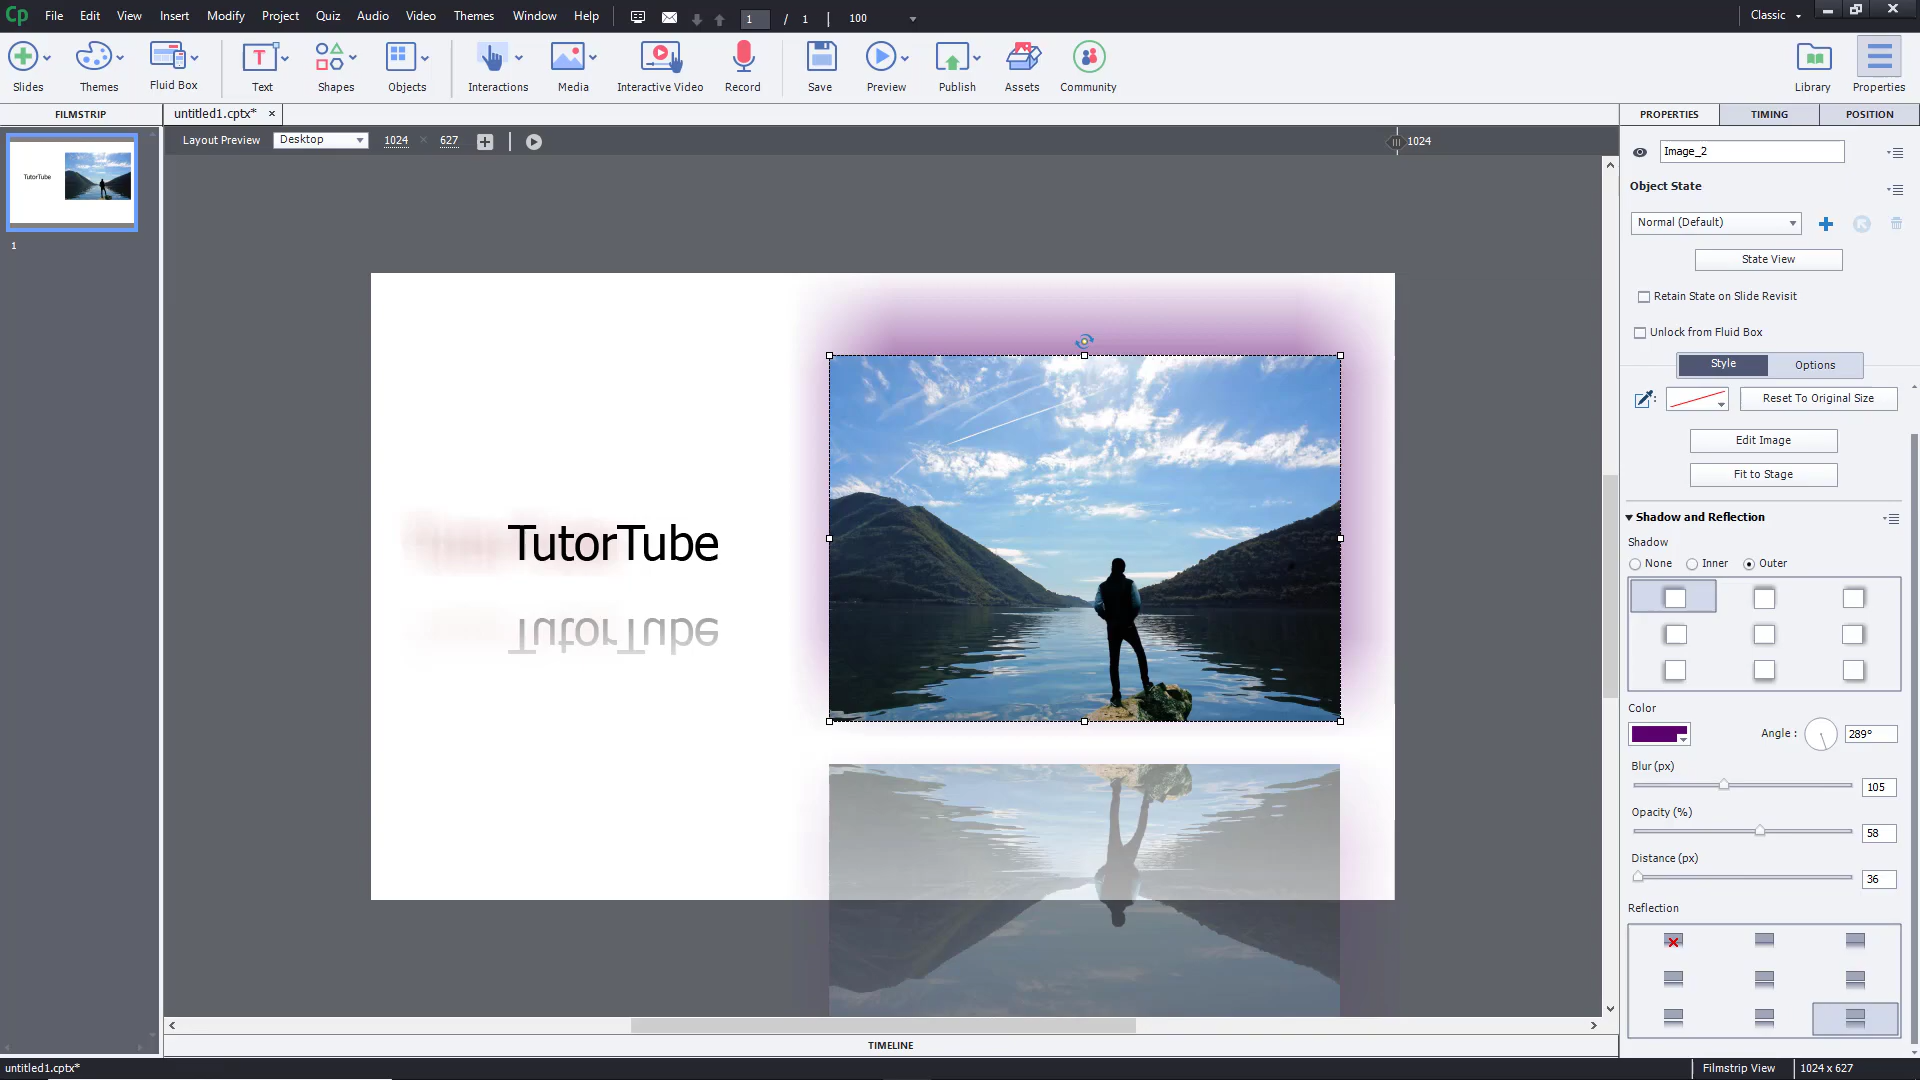 Cp File Edit View Insert Modify Project Quiz Audio Video Themes Window Help 1 / 1 100 Classic
Slides Themes Fluid Box Text Shapes Objects Interactions Media Interactive Video Record Save Preview Publish Assets Community Library Properties
FILMSTRIP untitled1.cptx* × PROPERTIES TIMING POSITION
Layout Preview Desktop 1024 × 627 1024
Image_2
TutorTube
1
Object State
Normal (Default)
State View
Retain State on Slide Revisit
Unlock from Fluid Box
Style Options
Reset To Original Size
Edit Image
Fit to Stage
Shadow and Reflection
Shadow
None Inner Outer
TutorTube
TutorTube
Color
Angle : 289°
Blur (px)
105
Opacity (%)
58
Distance (px)
36
Reflection
TIMELINE
untitled1.cptx* Filmstrip View 1024 x 627